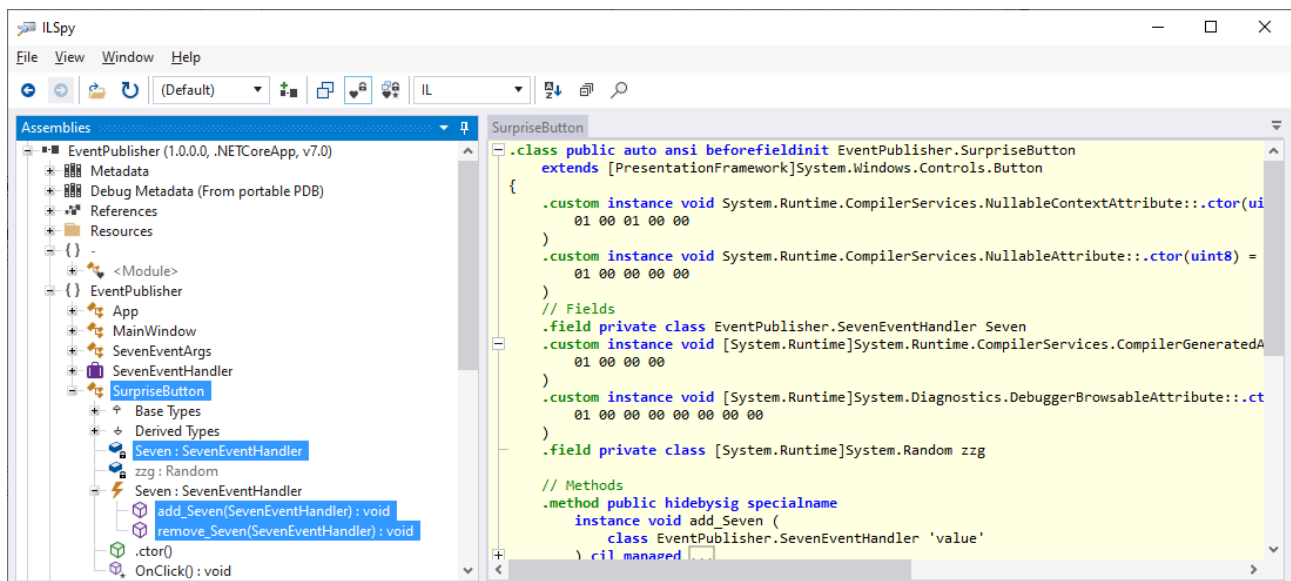 ILSpy
File View Window Help
(Default) IL
Assemblies
EventPublisher (1.0.0.0, .NETCoreApp, v7.0)
Metadata
Debug Metadata (From portable PDB)
References
Resources
{ } -
<Module>
{ } EventPublisher
App
MainWindow
SevenEventArgs
SevenEventHandler
SurpriseButton
Base Types
Derived Types
Seven : SevenEventHandler
zzg : Random
Seven : SevenEventHandler
add_Seven(SevenEventHandler) : void
remove_Seven(SevenEventHandler) : void
.ctor()
OnClick() : void
SurpriseButton
.class public auto ansi beforefieldinit EventPublisher.SurpriseButton
extends [PresentationFramework]System.Windows.Controls.Button
{
.custom instance void System.Runtime.CompilerServices.NullableContextAttribute::.ctor(ui
01 00 01 00 00
)
.custom instance void System.Runtime.CompilerServices.NullableAttribute::.ctor(uint8) =
01 00 00 00 00
)
// Fields
.field private class EventPublisher.SevenEventHandler Seven
.custom instance void [System.Runtime]System.Runtime.CompilerServices.CompilerGeneratedA
01 00 00 00
)
.custom instance void [System.Runtime]System.Diagnostics.DebuggerBrowsableAttribute::.ct
01 00 00 00 00 00 00 00
)
.field private class [System.Runtime]System.Random zzg
// Methods
.method public hidebysig specialname
instance void add_Seven (
class EventPublisher.SevenEventHandler 'value'
) cil managed ...